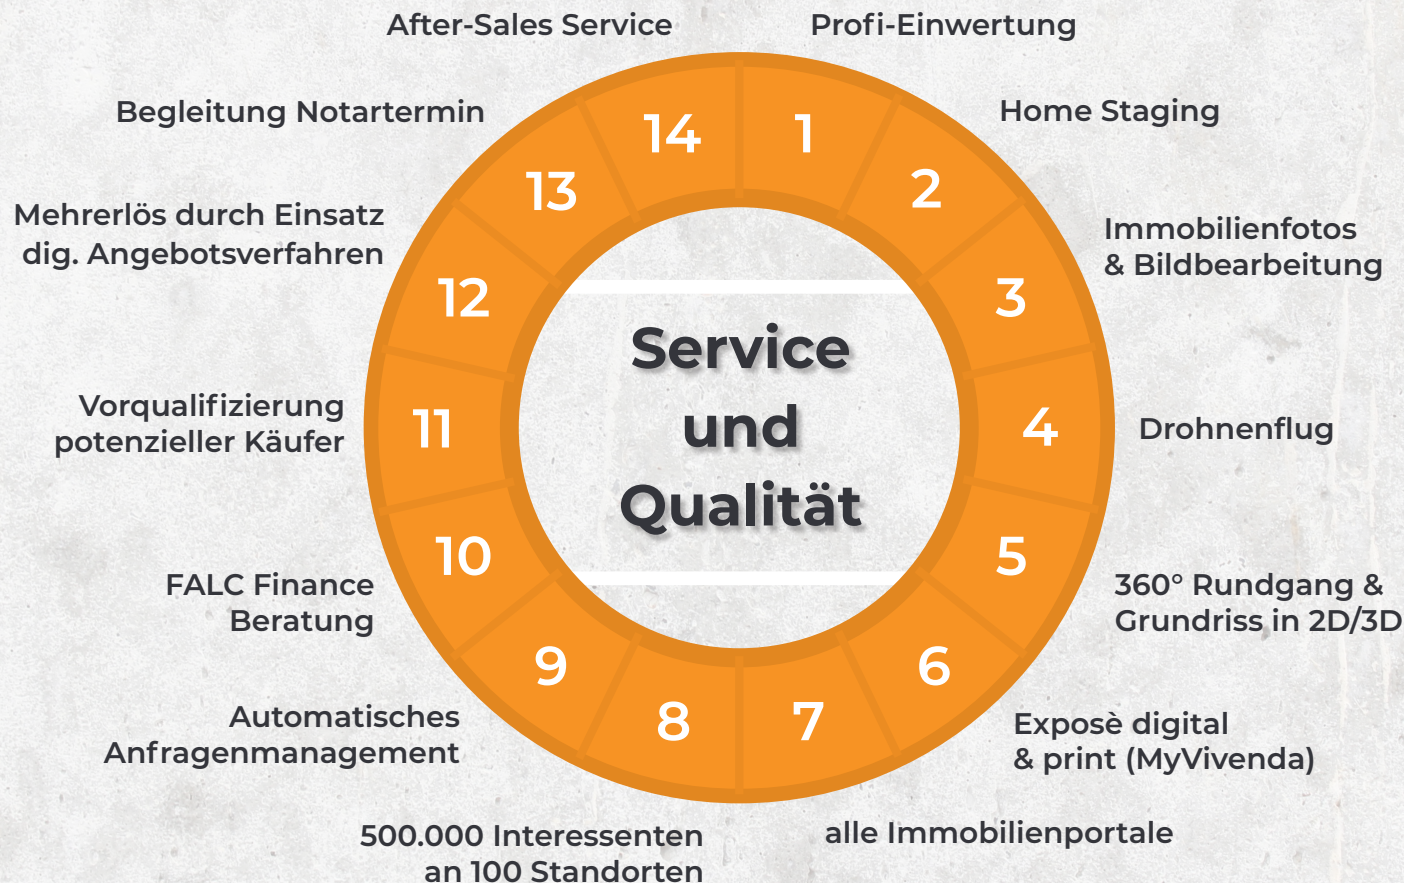 After-Sales Service
Profi-Einwertung
Begleitung Notartermin
Home Staging
Mehrerlös durch Einsatz
dig. Angebotsverfahren
Immobilienfotos
& Bildbearbeitung
Vorqualifizierung
potenzieller Käufer
Drohnenflug
FALC Finance
Beratung
360° Rundgang &
Grundriss in 2D/3D
Automatisches
Anfragenmanagement
Exposè digital
& print (MyVivenda)
500.000 Interessenten
an 100 Standorten
alle Immobilienportale
1
2
3
4
5
6
7
8
9
10
11
12
13
14
Service
und
Qualität